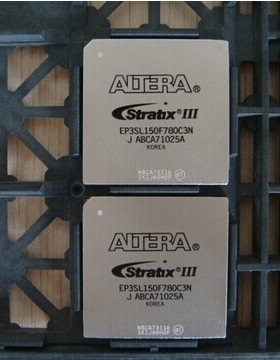 ALTERA®
Stratix® III
EP3SL150F780C3N
J ABCA71025A
KOREA
ALTERA®
Stratix® III
EP3SL150F780C3N
J ABCA71025A
KOREA